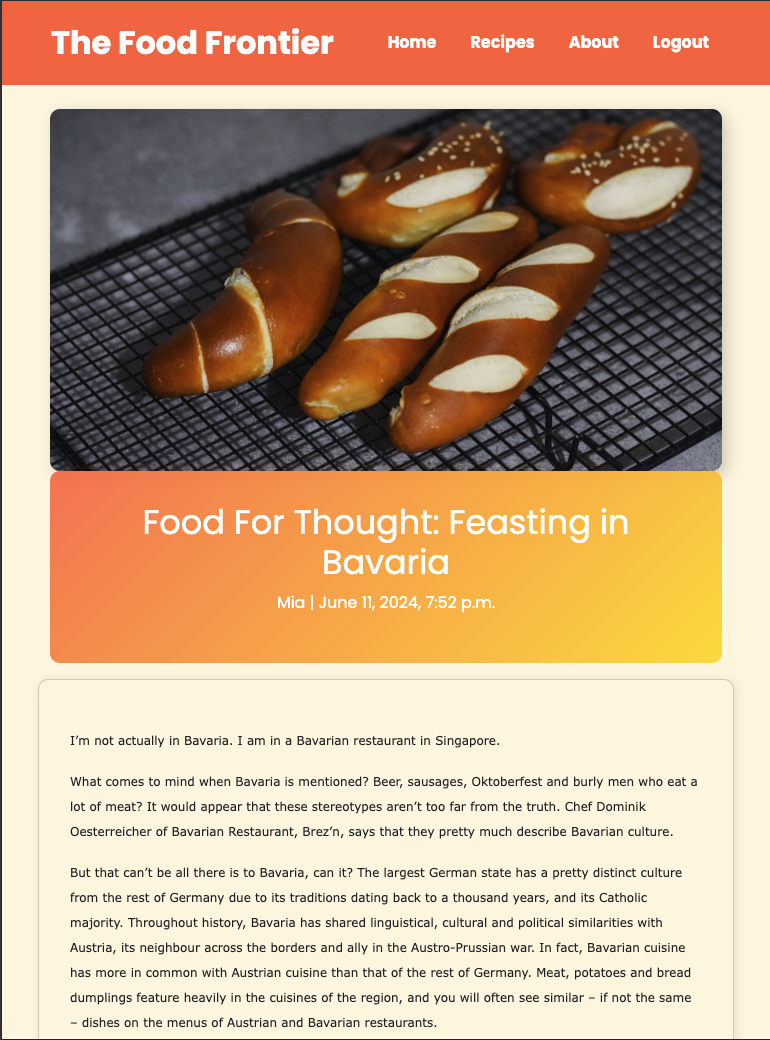 The Food Frontier
Home Recipes About Logout
Food For Thought: Feasting in
Bavaria
Mia | June 11, 2024, 7:52 p.m.
I’m not actually in Bavaria. I am in a Bavarian restaurant in Singapore.
What comes to mind when Bavaria is mentioned? Beer, sausages, Oktoberfest and burly men who eat a
lot of meat? It would appear that these stereotypes aren’t too far from the truth. Chef Dominik
Oesterreicher of Bavarian Restaurant, Brez’n, says that they pretty much describe Bavarian culture.
But that can’t be all there is to Bavaria, can it? The largest German state has a pretty distinct culture
from the rest of Germany due to its traditions dating back to a thousand years, and its Catholic
majority. Throughout history, Bavaria has shared linguistical, cultural and political similarities with
Austria, its neighbour across the borders and ally in the Austro-Prussian war. In fact, Bavarian cuisine
has more in common with Austrian cuisine than that of the rest of Germany. Meat, potatoes and bread
dumplings feature heavily in the cuisines of the region, and you will often see similar – if not the same
– dishes on the menus of Austrian and Bavarian restaurants.